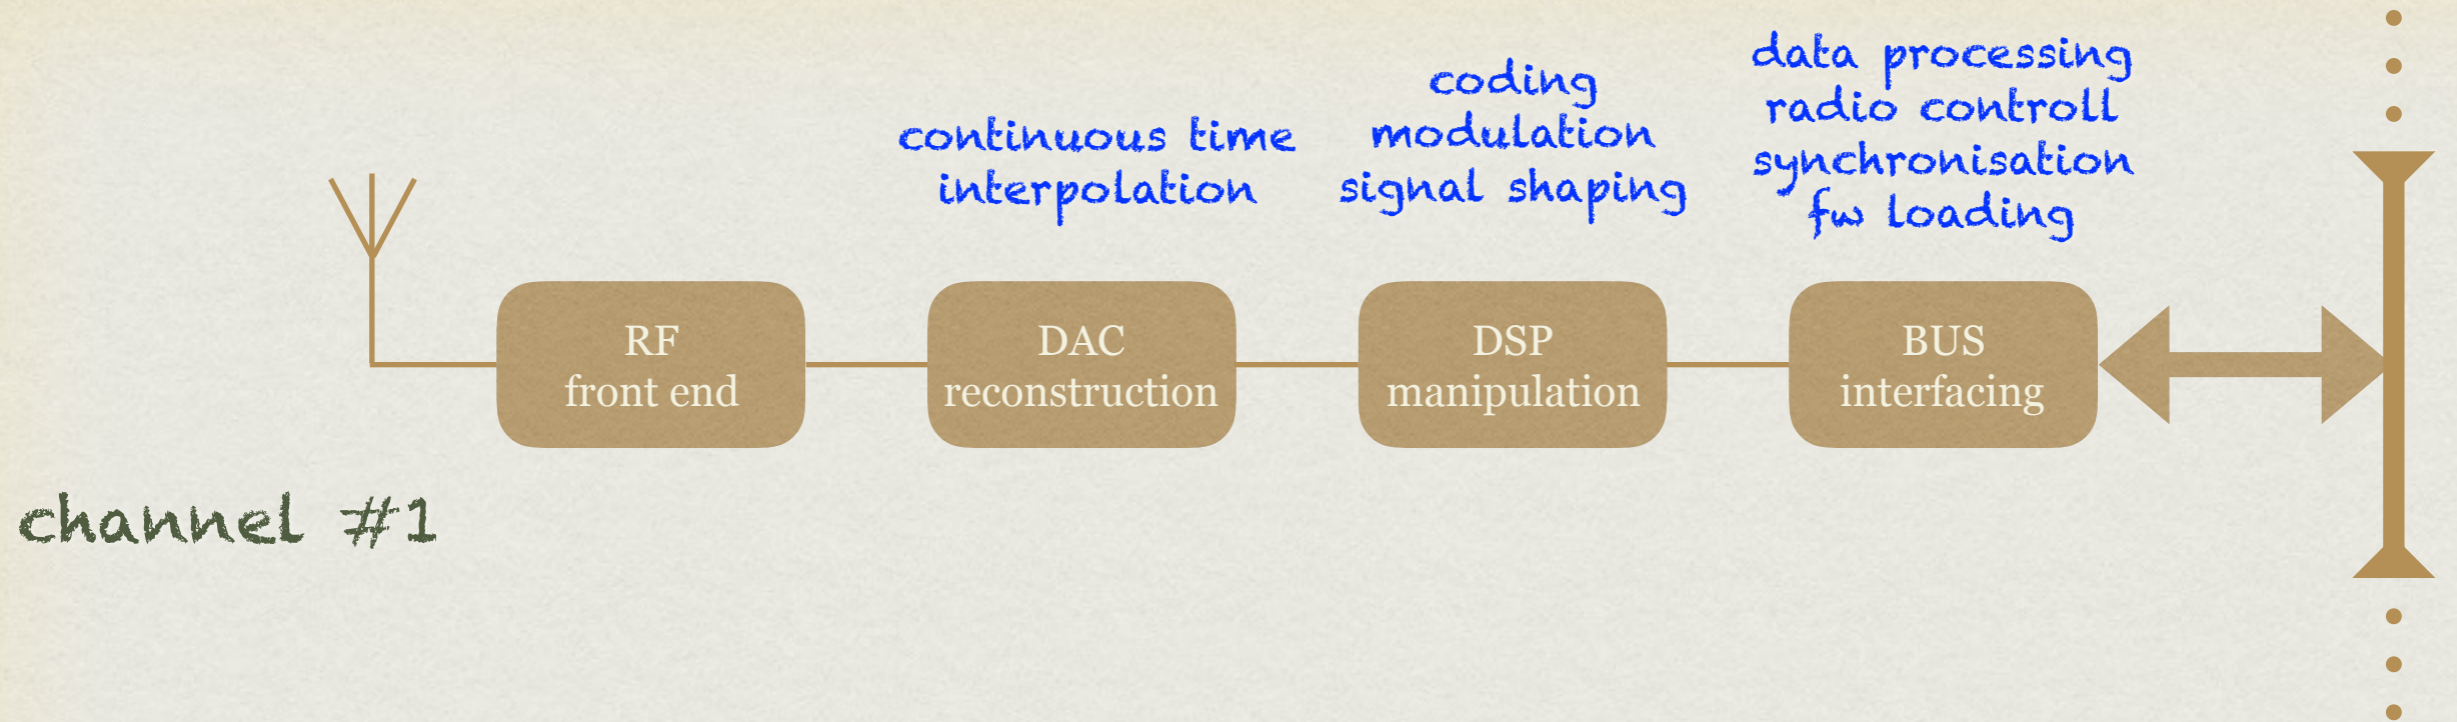 continuous time
interpolation
coding
modulation
signal shaping
data processing
radio controll
synchronisation
fw loading
RF
front end
DAC
reconstruction
DSP
manipulation
BUS
interfacing
channel #1